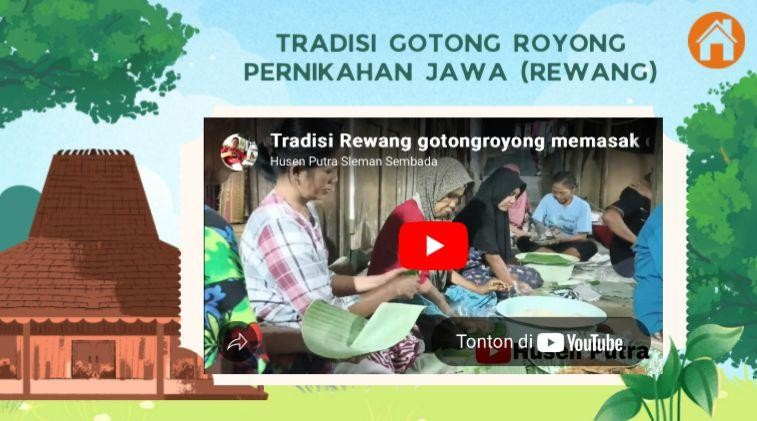 TRADISI GOTONG ROYONG
PERNIKAHAN JAWA (REWANG)
Tradisi Rewang gotongroyong memasak
Husen Putra Sleman Sembada
Tonton di YouTube
Husen Putra